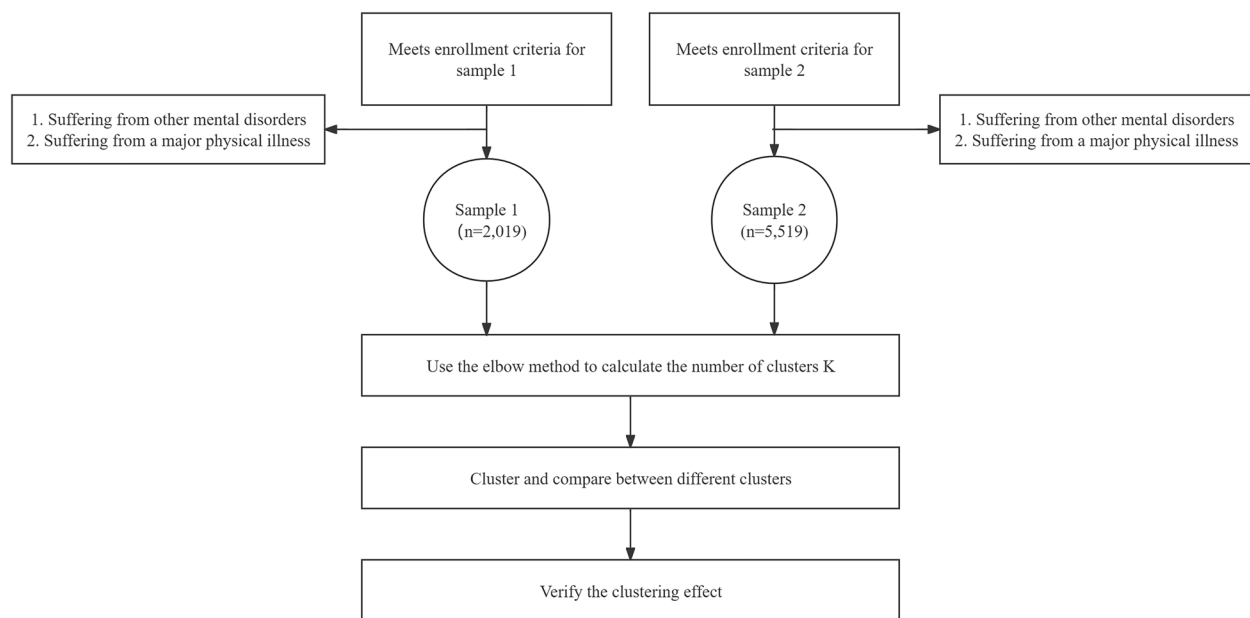 Meets enrollment criteria for
sample 1
Meets enrollment criteria for
sample 2
1. Suffering from other mental disorders
2. Suffering from a major physical illness
1. Suffering from other mental disorders
2. Suffering from a major physical illness
Sample 1
（n=2,019)
Sample 2
(n=5,519)
Use the elbow method to calculate the number of clusters K
Cluster and compare between different clusters
Verify the clustering effect